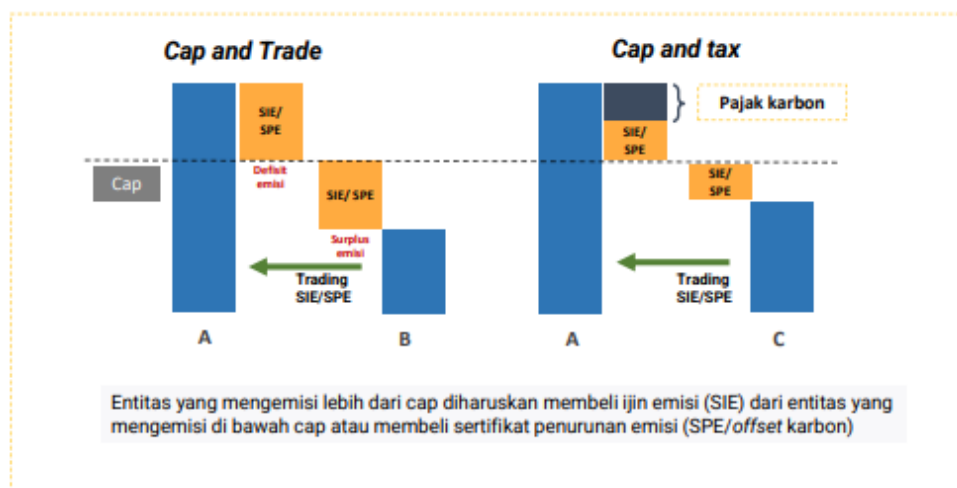 Cap and Trade
SIE/
SPE
Cap
Defisit
emisi
SIE/ SPE
Surplus
emisi
Trading
SIE/SPE
A
B
Cap and tax
Pajak karbon
SIE/
SPE
SIE/
SPE
Trading
SIE/SPE
A
C
Entitas yang mengemisi lebih dari cap diharuskan membeli ijin emisi (SIE) dari entitas yang
mengemisi di bawah cap atau membeli sertifikat penurunan emisi (SPE/offset karbon)